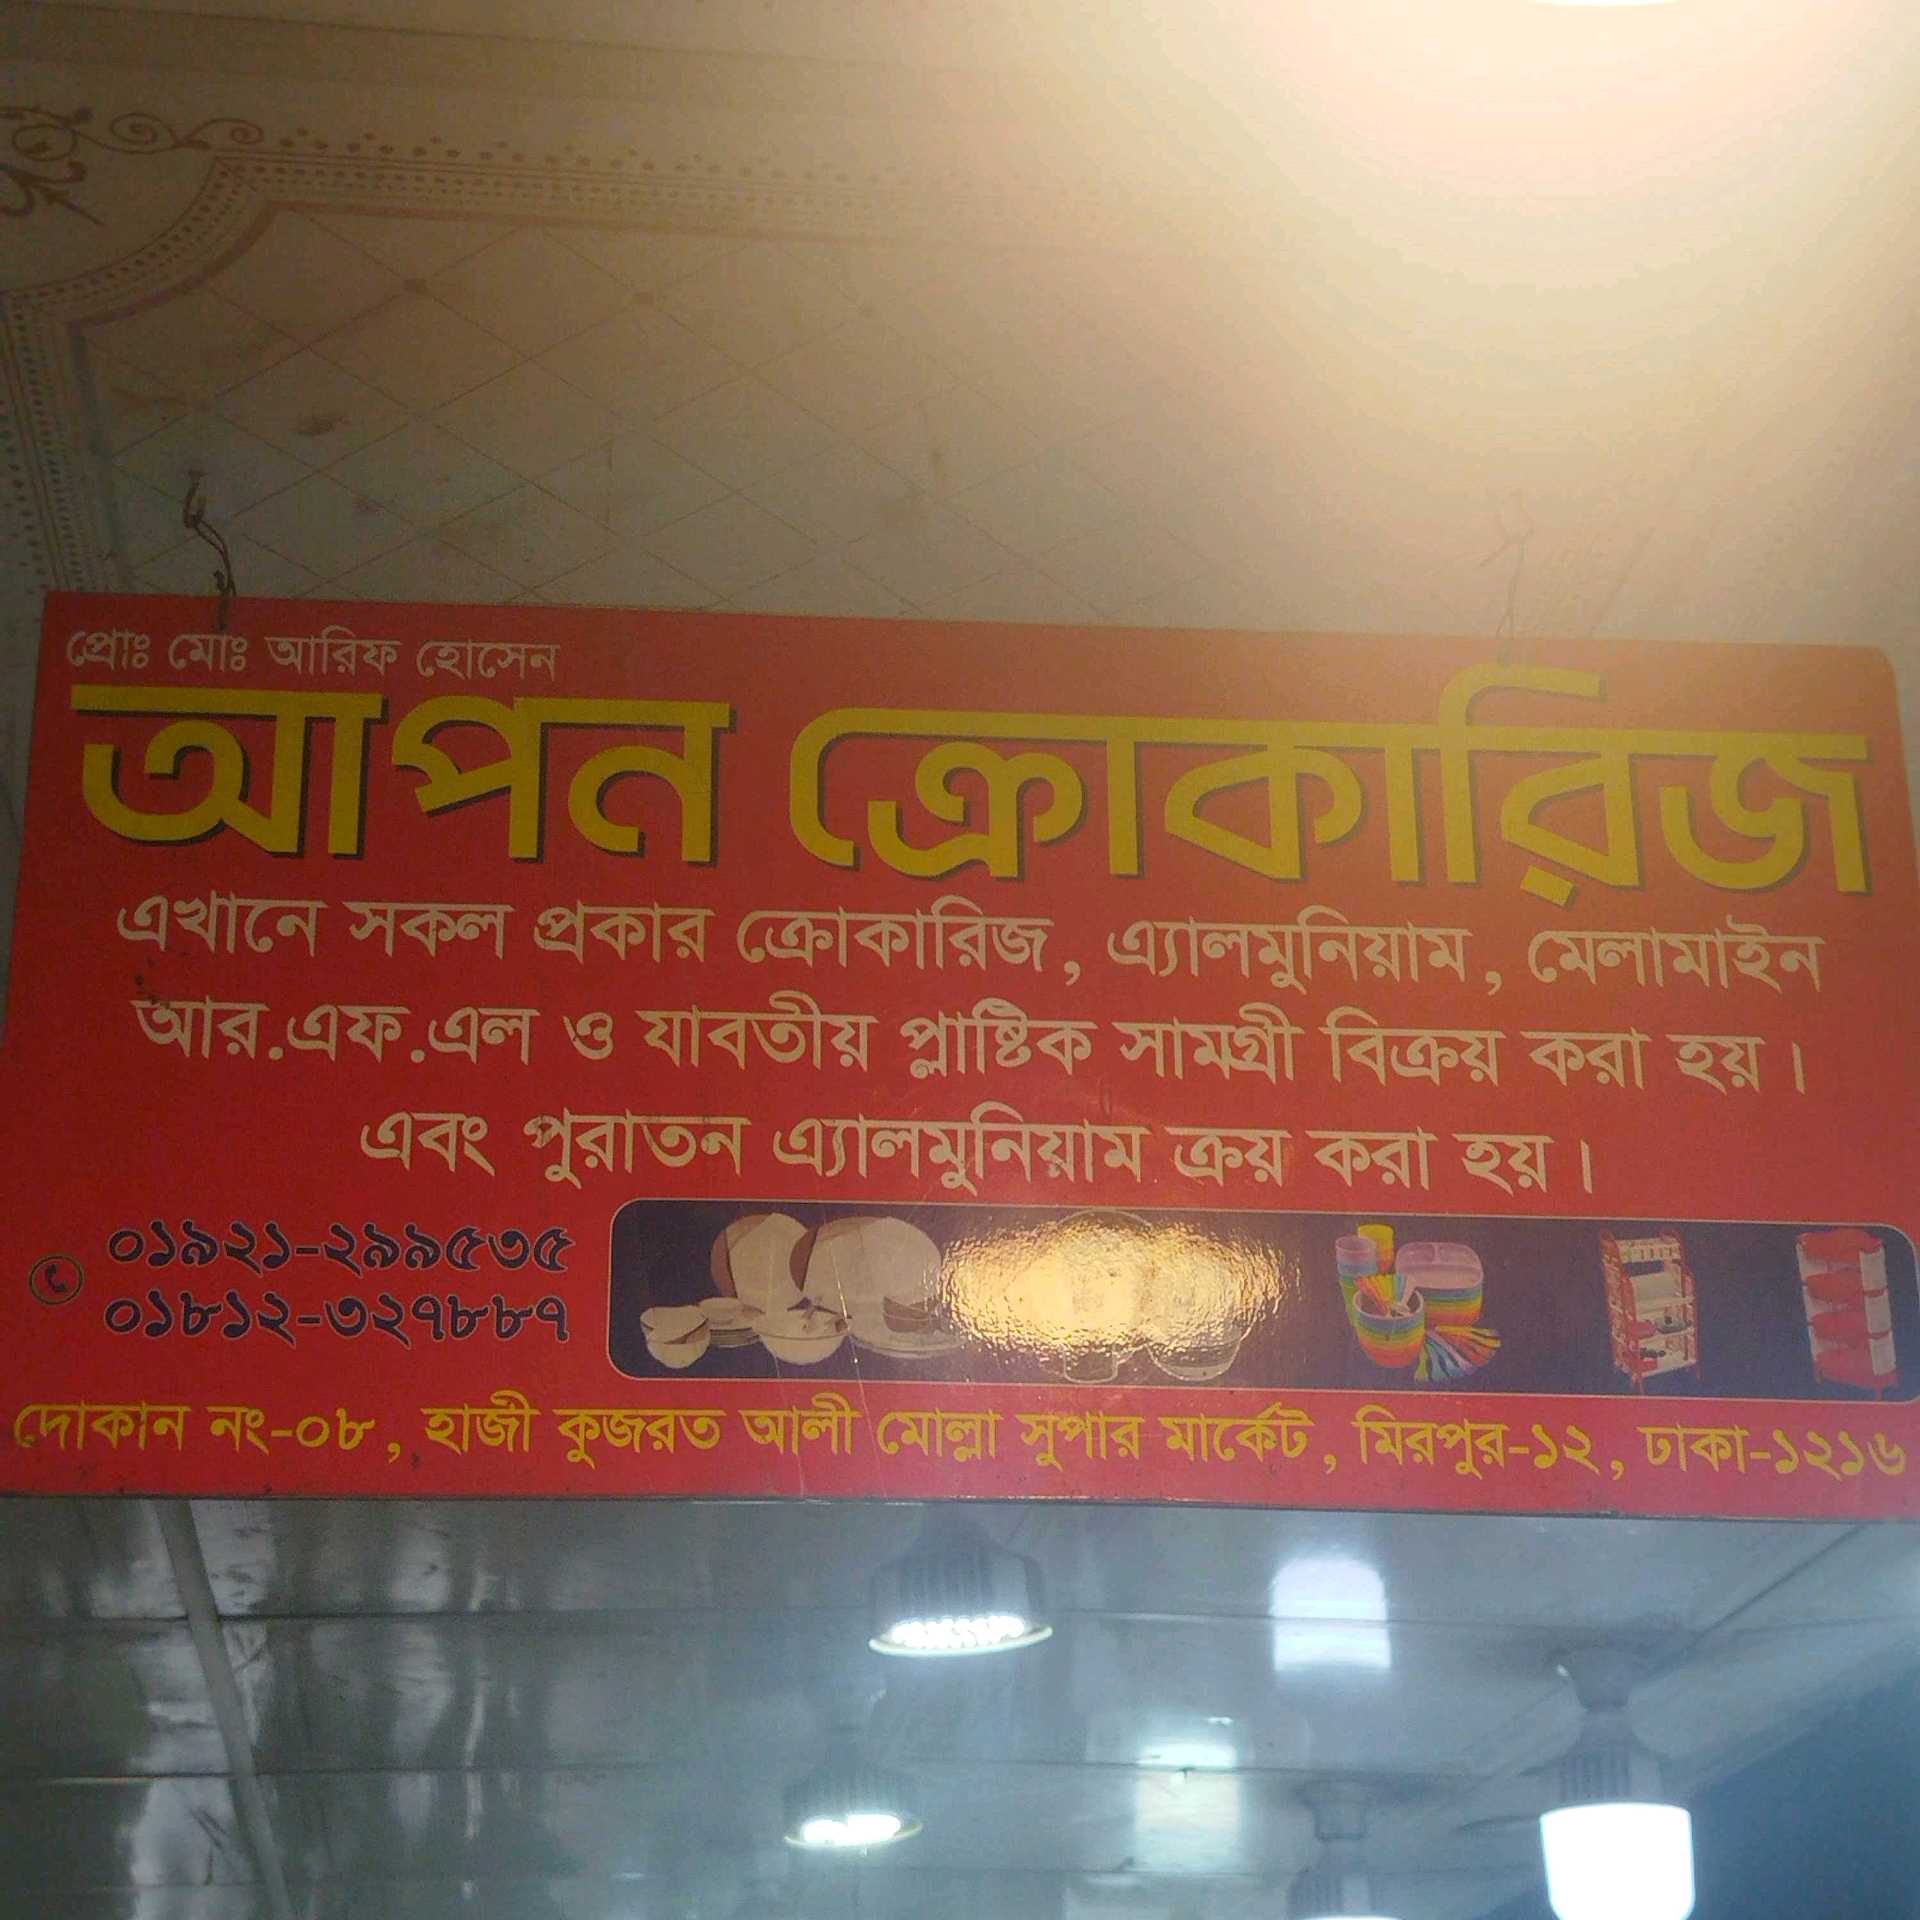 প্রোঃ মোঃ আরিফ হোসেন
আপন ক্রোকারিজ
এখানে সকল প্রকার ক্রোকারিজ, এ্যালমুনিয়াম, মেলামাইন
আর.এফ.এল ও যাবতীয় প্লাষ্টিক সামগ্রী বিক্রয় করা হয়।
এবং পুরাতন এ্যালমুনিয়াম ক্রয় করা হয়।
০১৯২১-২৯৯৫৩৫
০১৮১২-৩২৭৮৮৭
দোকান নং-০৮, হাজী কুজরত আলী মোল্লা সুপার মার্কেট, মিরপুর-১২, ঢাকা-১২১৬